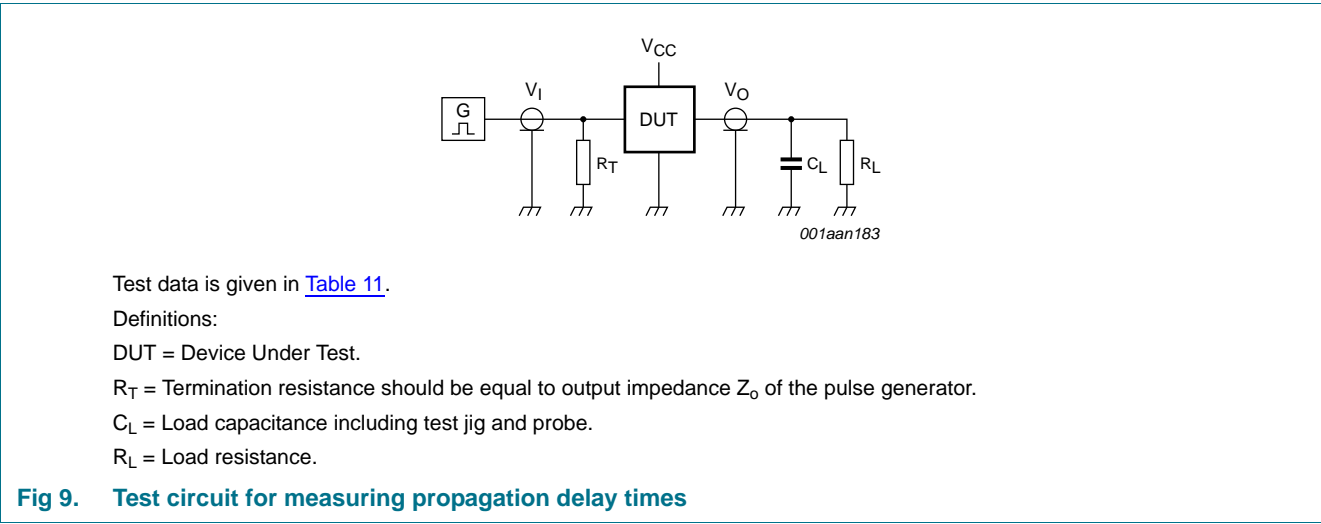 VCC
VI
VO
G
DUT
RT
CL
RL
001aan183
Test data is given in Table 11.
Definitions:
DUT = Device Under Test.
RT = Termination resistance should be equal to output impedance Zo of the pulse generator.
CL = Load capacitance including test jig and probe.
RL = Load resistance.
Fig 9. Test circuit for measuring propagation delay times